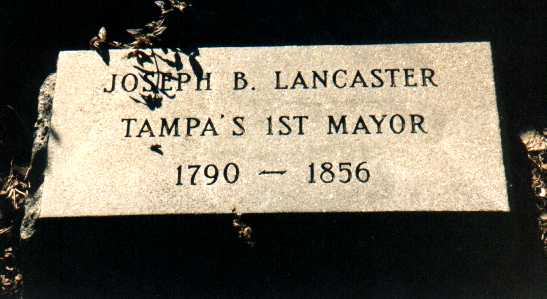 JOSEPH B. LANCASTER
TAMPA'S 1ST MAYOR
1790 — 1856